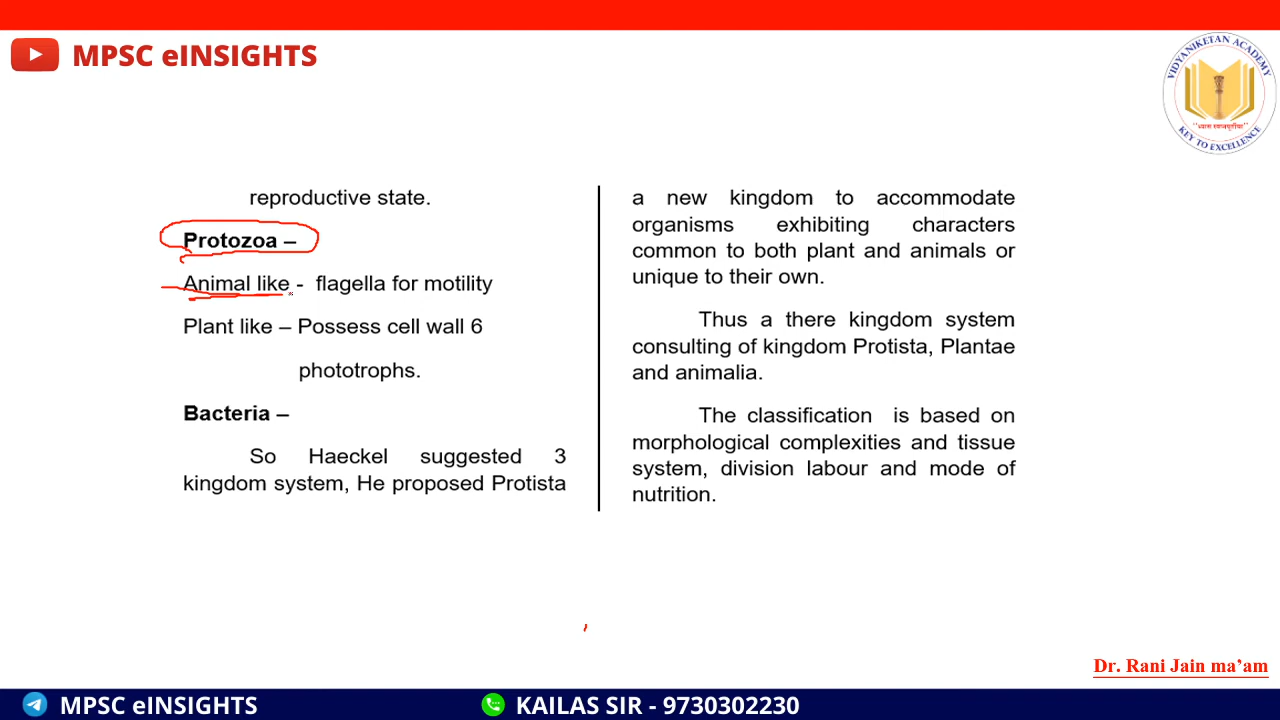 MPSC eINSIGHTS
VIDYANIKETAN ACADEMY
KEY TO EXCELLENCE
reproductive state.
Protozoa –
Animal like - flagella for motility
Plant like – Possess cell wall 6
phototrophs.
Bacteria –
So Haeckel suggested 3
kingdom system, He proposed Protista
a new kingdom to accommodate
organisms exhibiting characters
common to both plant and animals or
unique to their own.
Thus a there kingdom system
consulting of kingdom Protista, Plantae
and animalia.
The classification is based on
morphological complexities and tissue
system, division labour and mode of
nutrition.
Dr. Rani Jain ma’am
MPSC eINSIGHTS
KAILAS SIR - 9730302230